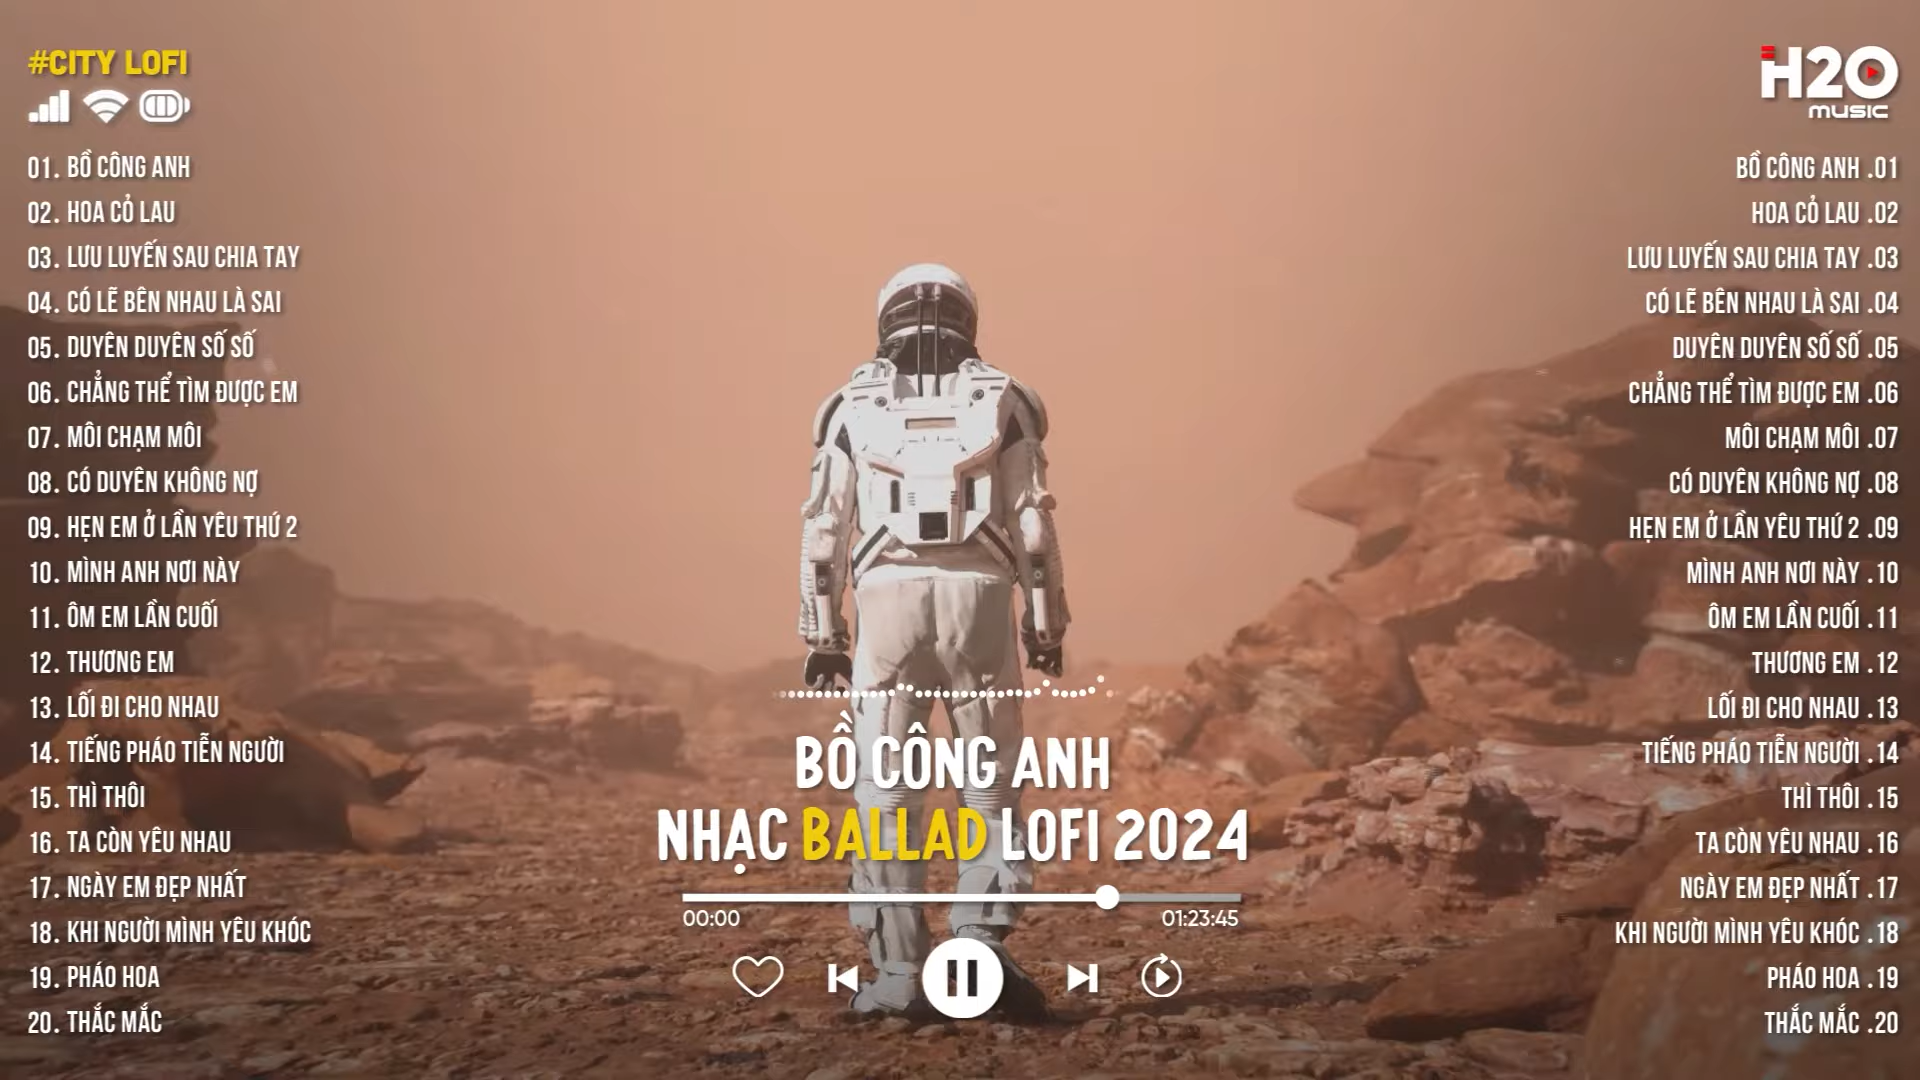 #CITY LOFI
H2O
MUSIC
01. BỒ CÔNG ANH
02. HOA CỎ LAU
03. LƯU LUYẾN SAU CHIA TAY
04. CÓ LẼ BÊN NHAU LÀ SAI
05. DUYÊN DUYÊN SỐ SỐ
06. CHẲNG THỂ TÌM ĐƯỢC EM
07. MÔI CHẠM MÔI
08. CÓ DUYÊN KHÔNG NỢ
09. HẸN EM Ở LẦN YÊU THỨ 2
10. MÌNH ANH NƠI NÀY
11. ÔM EM LẦN CUỐI
12. THƯƠNG EM
13. LỐI ĐI CHO NHAU
14. TIẾNG PHÁO TIỄN NGƯỜI
15. THÌ THÔI
16. TA CÒN YÊU NHAU
17. NGÀY EM ĐẸP NHẤT
18. KHI NGƯỜI MÌNH YÊU KHÓC
19. PHÁO HOA
20. THẮC MẮC
BỒ CÔNG ANH
NHẠC BALLAD LOFI 2024
00:00
01:23:45
BỒ CÔNG ANH .01
HOA CỎ LAU .02
LƯU LUYẾN SAU CHIA TAY .03
CÓ LẼ BÊN NHAU LÀ SAI .04
DUYÊN DUYÊN SỐ SỐ .05
CHẲNG THỂ TÌM ĐƯỢC EM .06
MÔI CHẠM MÔI .07
CÓ DUYÊN KHÔNG NỢ .08
HẸN EM Ở LẦN YÊU THỨ 2 .09
MÌNH ANH NƠI NÀY .10
ÔM EM LẦN CUỐI .11
THƯƠNG EM .12
LỐI ĐI CHO NHAU .13
TIẾNG PHÁO TIỄN NGƯỜI .14
THÌ THÔI .15
TA CÒN YÊU NHAU .16
NGÀY EM ĐẸP NHẤT .17
KHI NGƯỜI MÌNH YÊU KHÓC .18
PHÁO HOA .19
THẮC MẮC .20